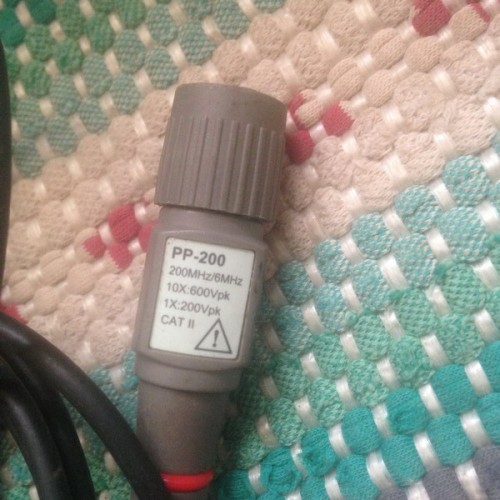 PP-200
200MHz/6MHz
10X:600Vpk
1X:200Vpk
CAT II
!